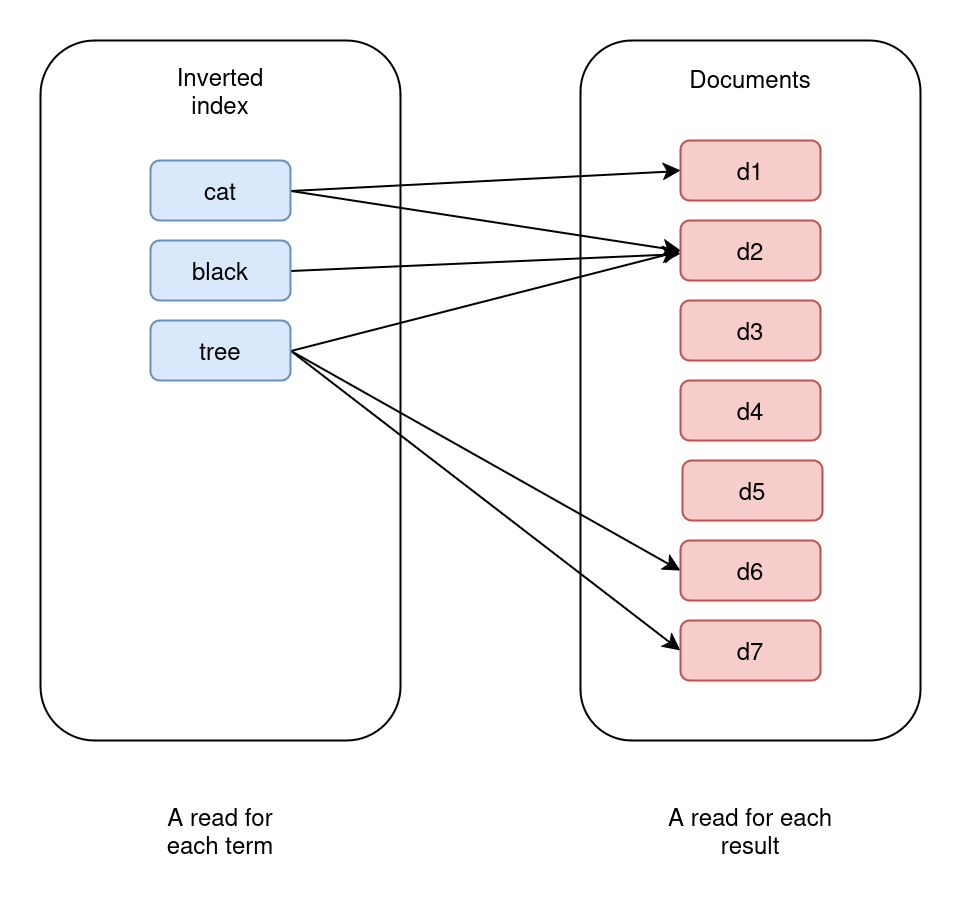 Inverted
index
cat
black
tree
Documents
d1
d2
d3
d4
d5
d6
d7
A read for
each term
A read for each
result